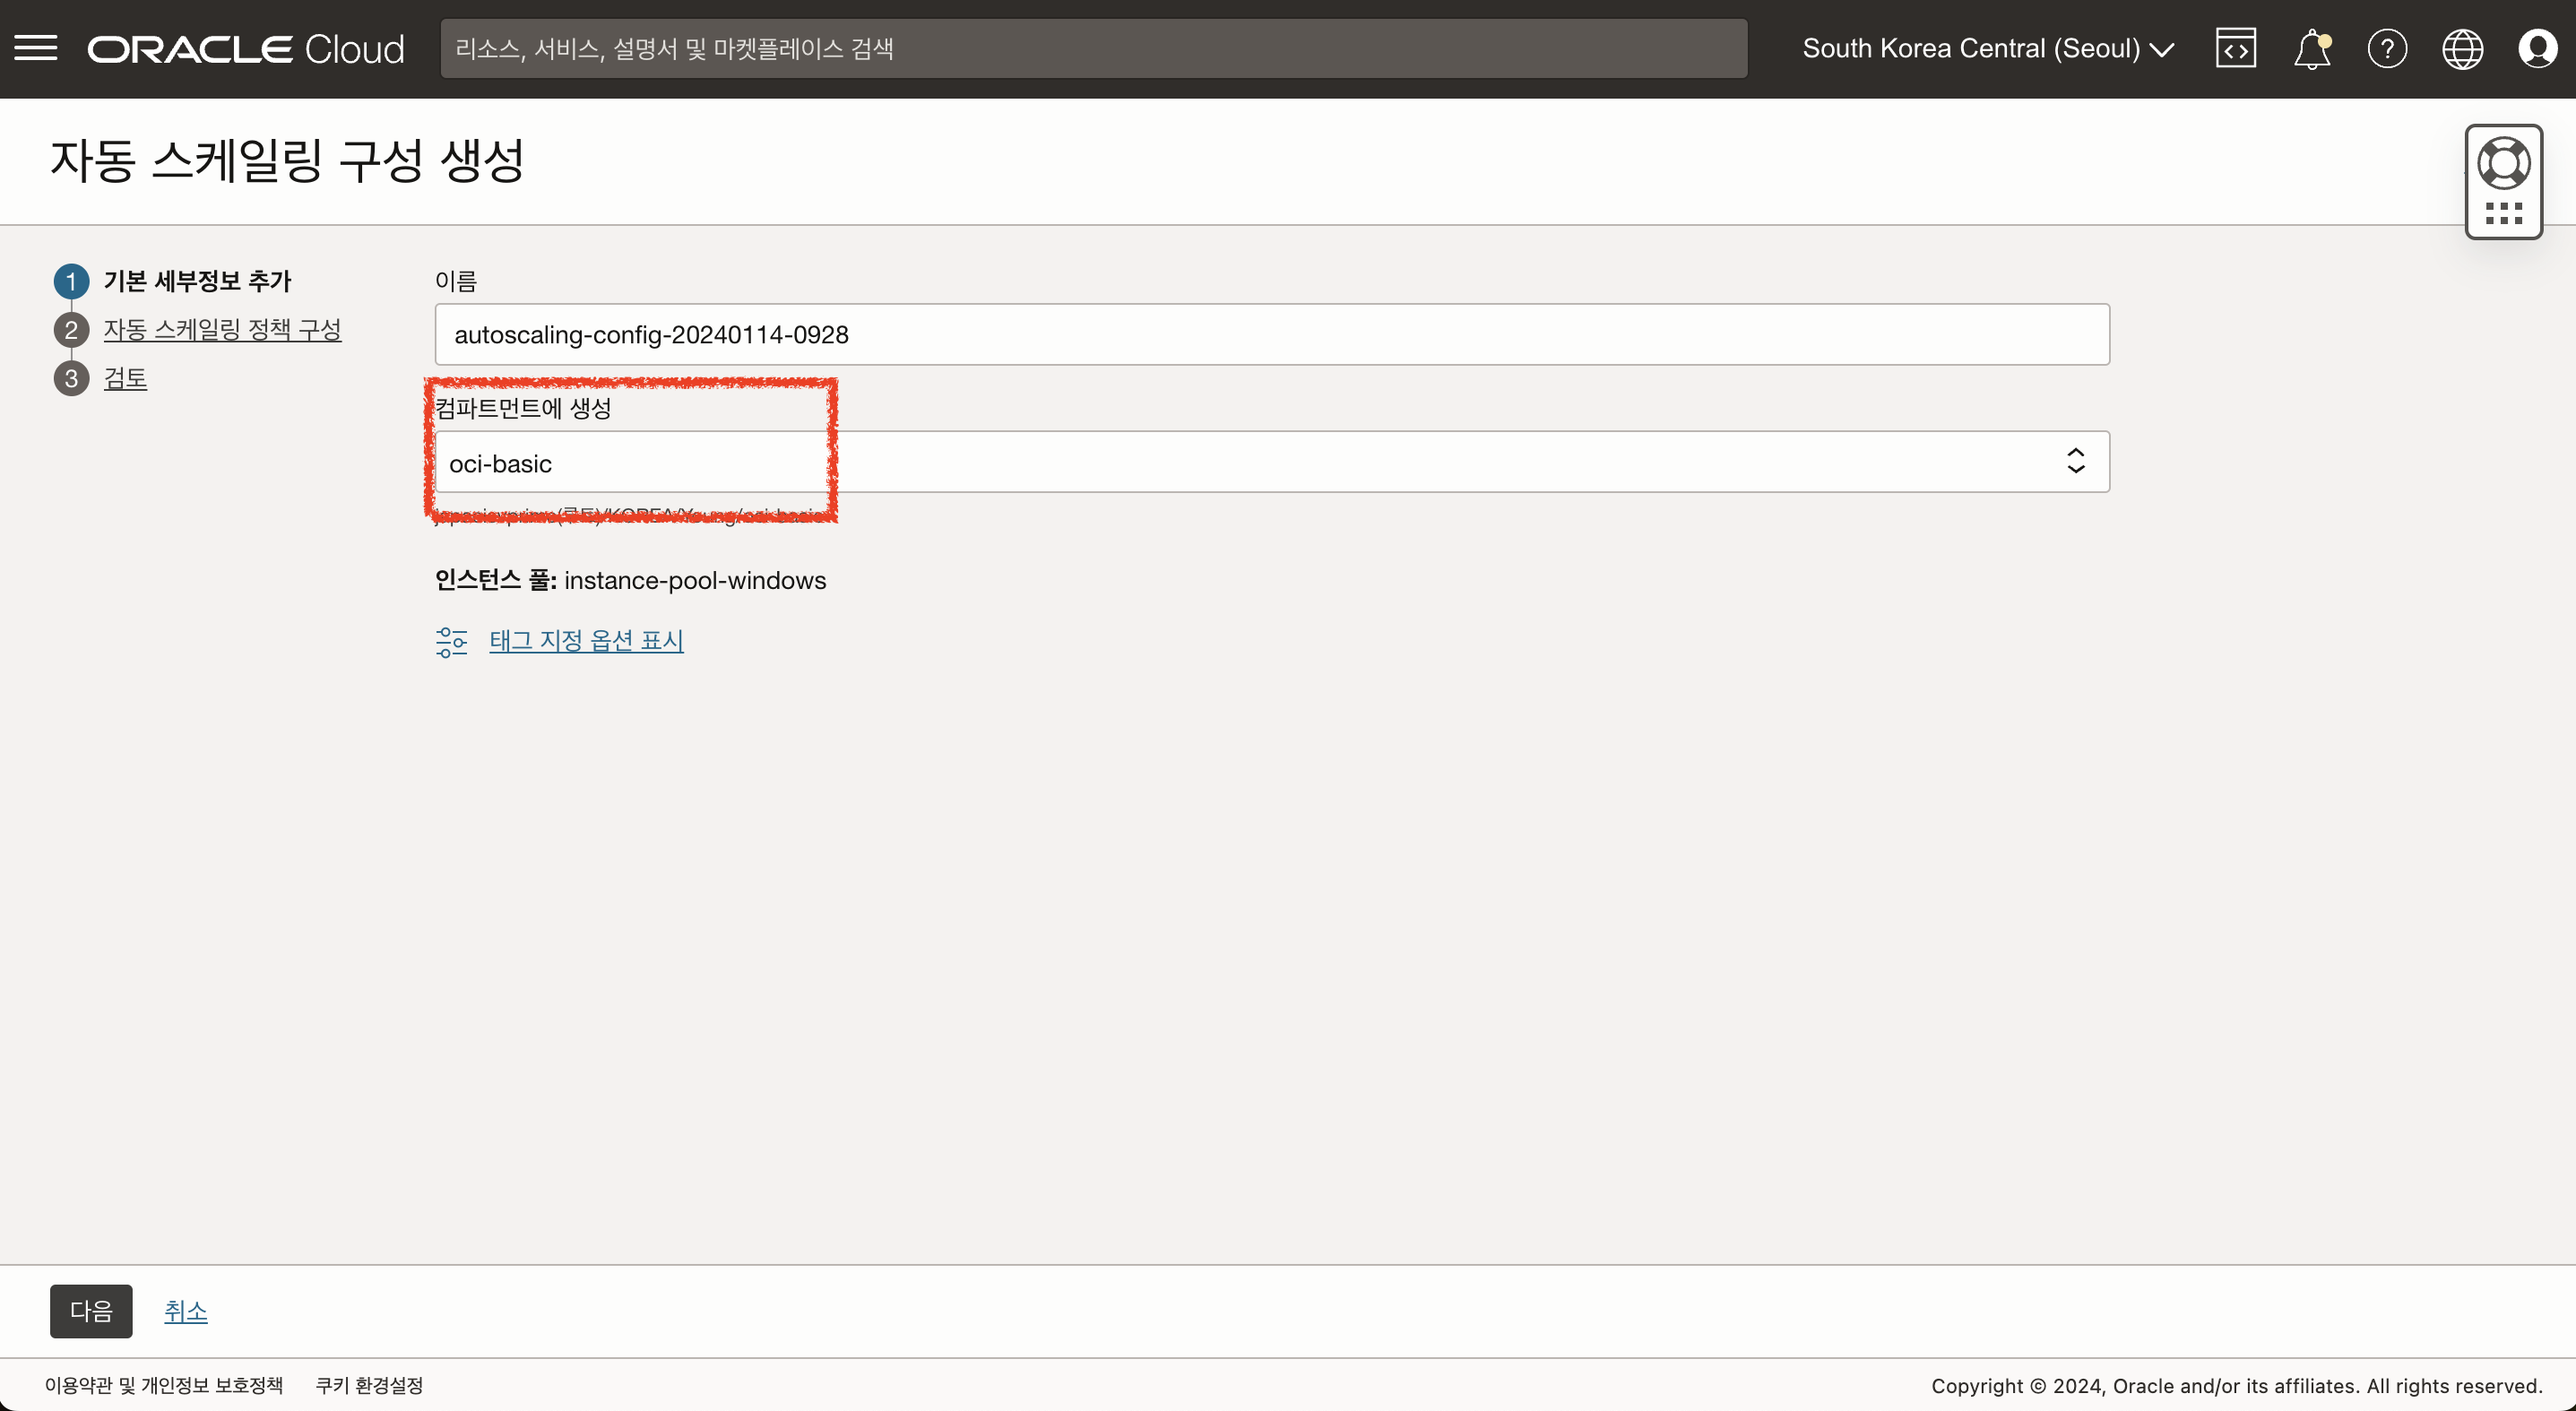 ORACLE Cloud
리소스, 서비스, 설명서 및 마켓플레이스 검색
South Korea Central (Seoul)
자동 스케일링 구성 생성
1 기본 세부정보 추가
2 자동 스케일링 정책 구성
3 검토
이름
autoscaling-config-20240114-0928
컴파트먼트에 생성
oci-basic
(루트)/KOREA/Young/oci-basic
인스턴스 풀: instance-pool-windows
태그 지정 옵션 표시
다음
취소
이용약관 및 개인정보 보호정책
쿠키 환경설정
Copyright © 2024, Oracle and/or its affiliates. All rights reserved.